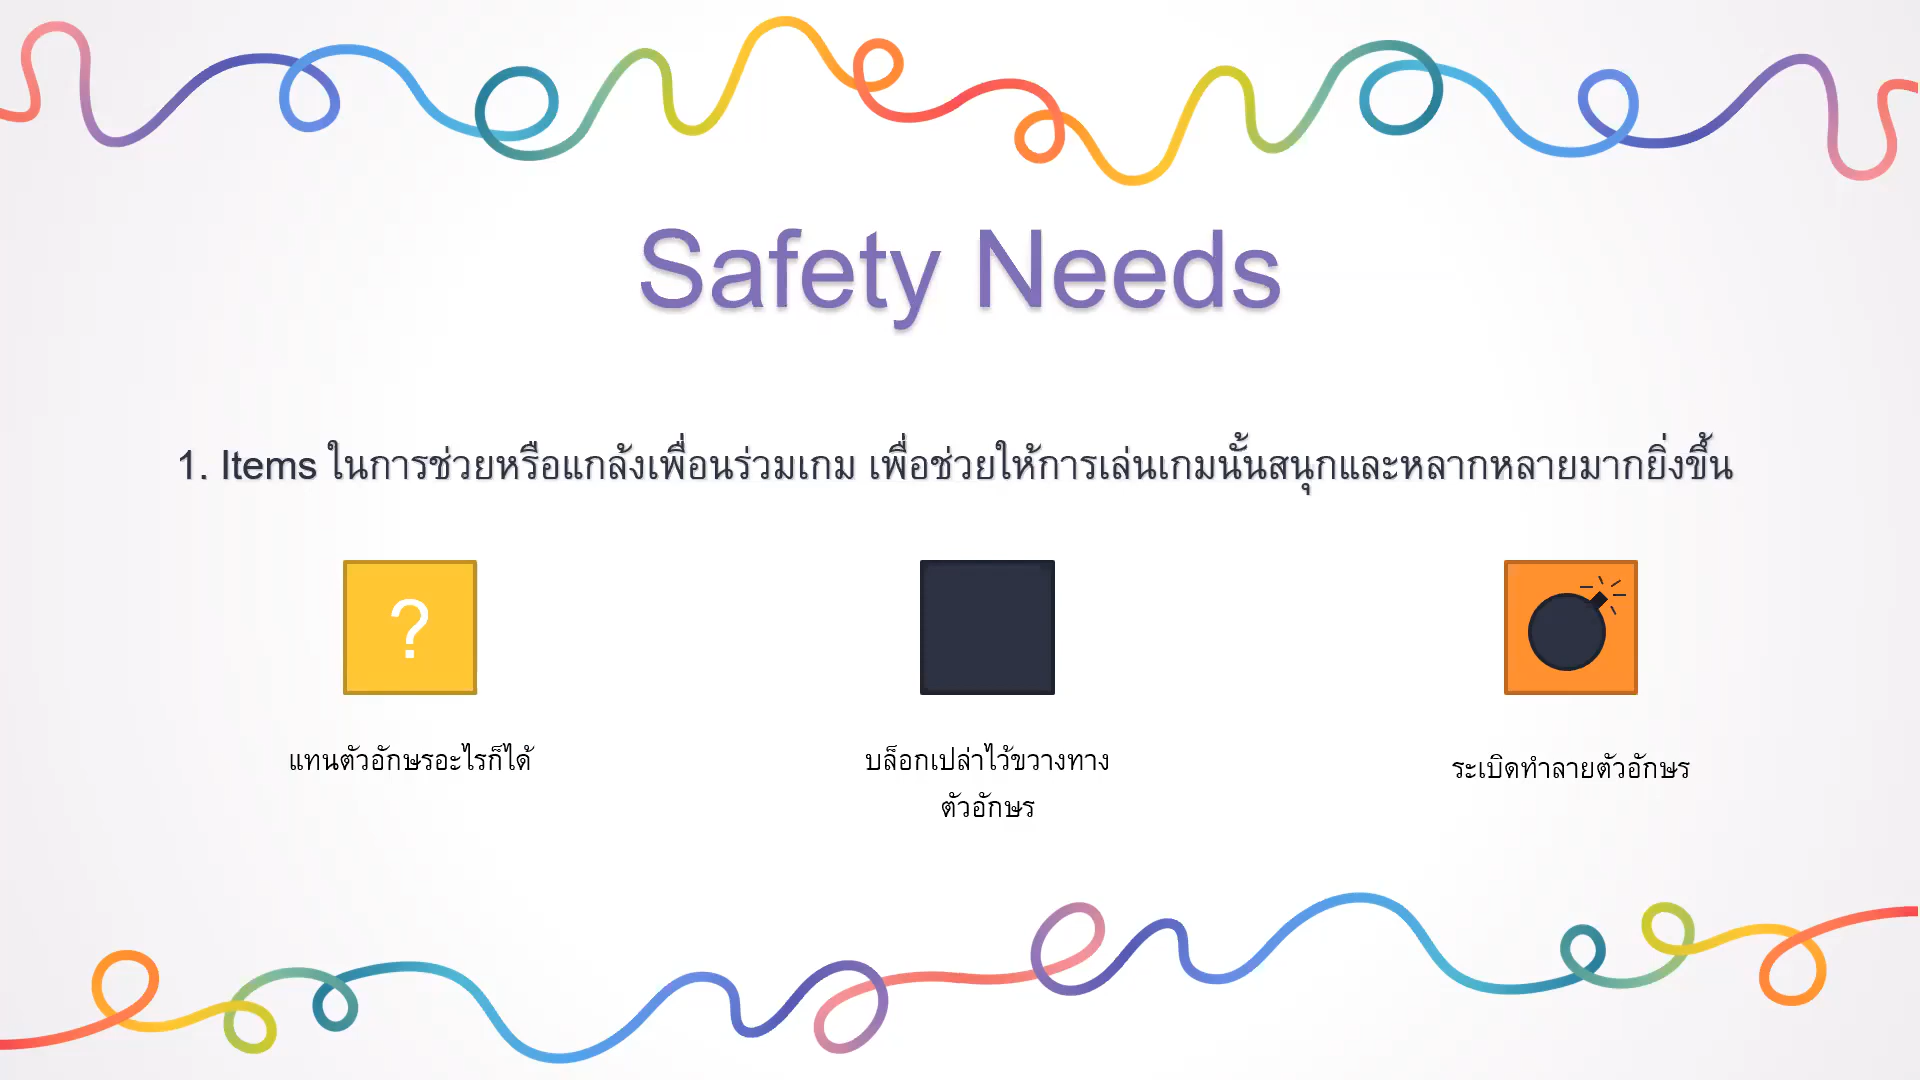 Safety Needs
1. Items ในการช่วยหรือแกล้งเพื่อนร่วมเกม เพื่อช่วยให้การเล่นเกมนั้นสนุกและหลากหลายมากยิ่งขึ้น
?
แทนตัวอักษรอะไรก็ได้
บล็อกเปล่าไว้ขวางทาง
ตัวอักษร
ระเบิดทำลายตัวอักษร